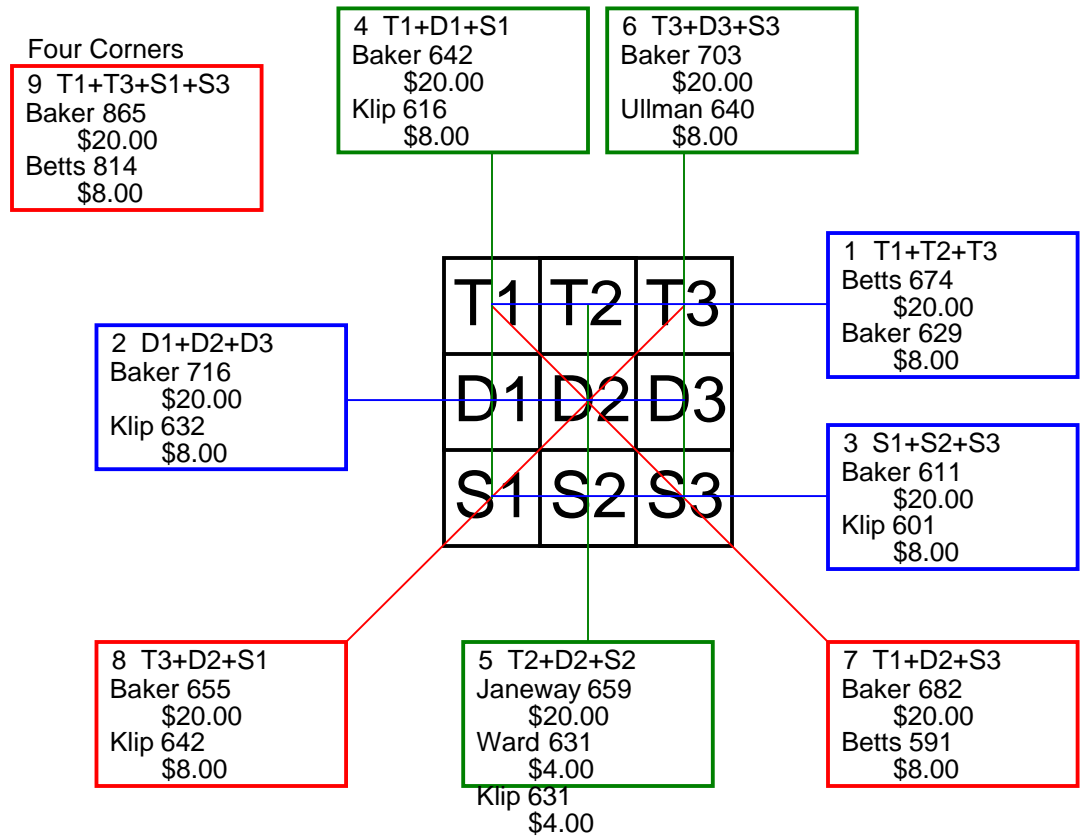 Four Corners
9 T1+T3+S1+S3
Baker 865
$20.00
Betts 814
$8.00
4 T1+D1+S1
Baker 642
$20.00
Klip 616
$8.00
6 T3+D3+S3
Baker 703
$20.00
Ullman 640
$8.00
1 T1+T2+T3
Betts 674
$20.00
Baker 629
$8.00
T1 T2 T3
D1 D2 D3
S1 S2 S3
2 D1+D2+D3
Baker 716
$20.00
Klip 632
$8.00
3 S1+S2+S3
Baker 611
$20.00
Klip 601
$8.00
8 T3+D2+S1
Baker 655
$20.00
Klip 642
$8.00
5 T2+D2+S2
Janeway 659
$20.00
Ward 631
$4.00
Klip 631
$4.00
7 T1+D2+S3
Baker 682
$20.00
Betts 591
$8.00